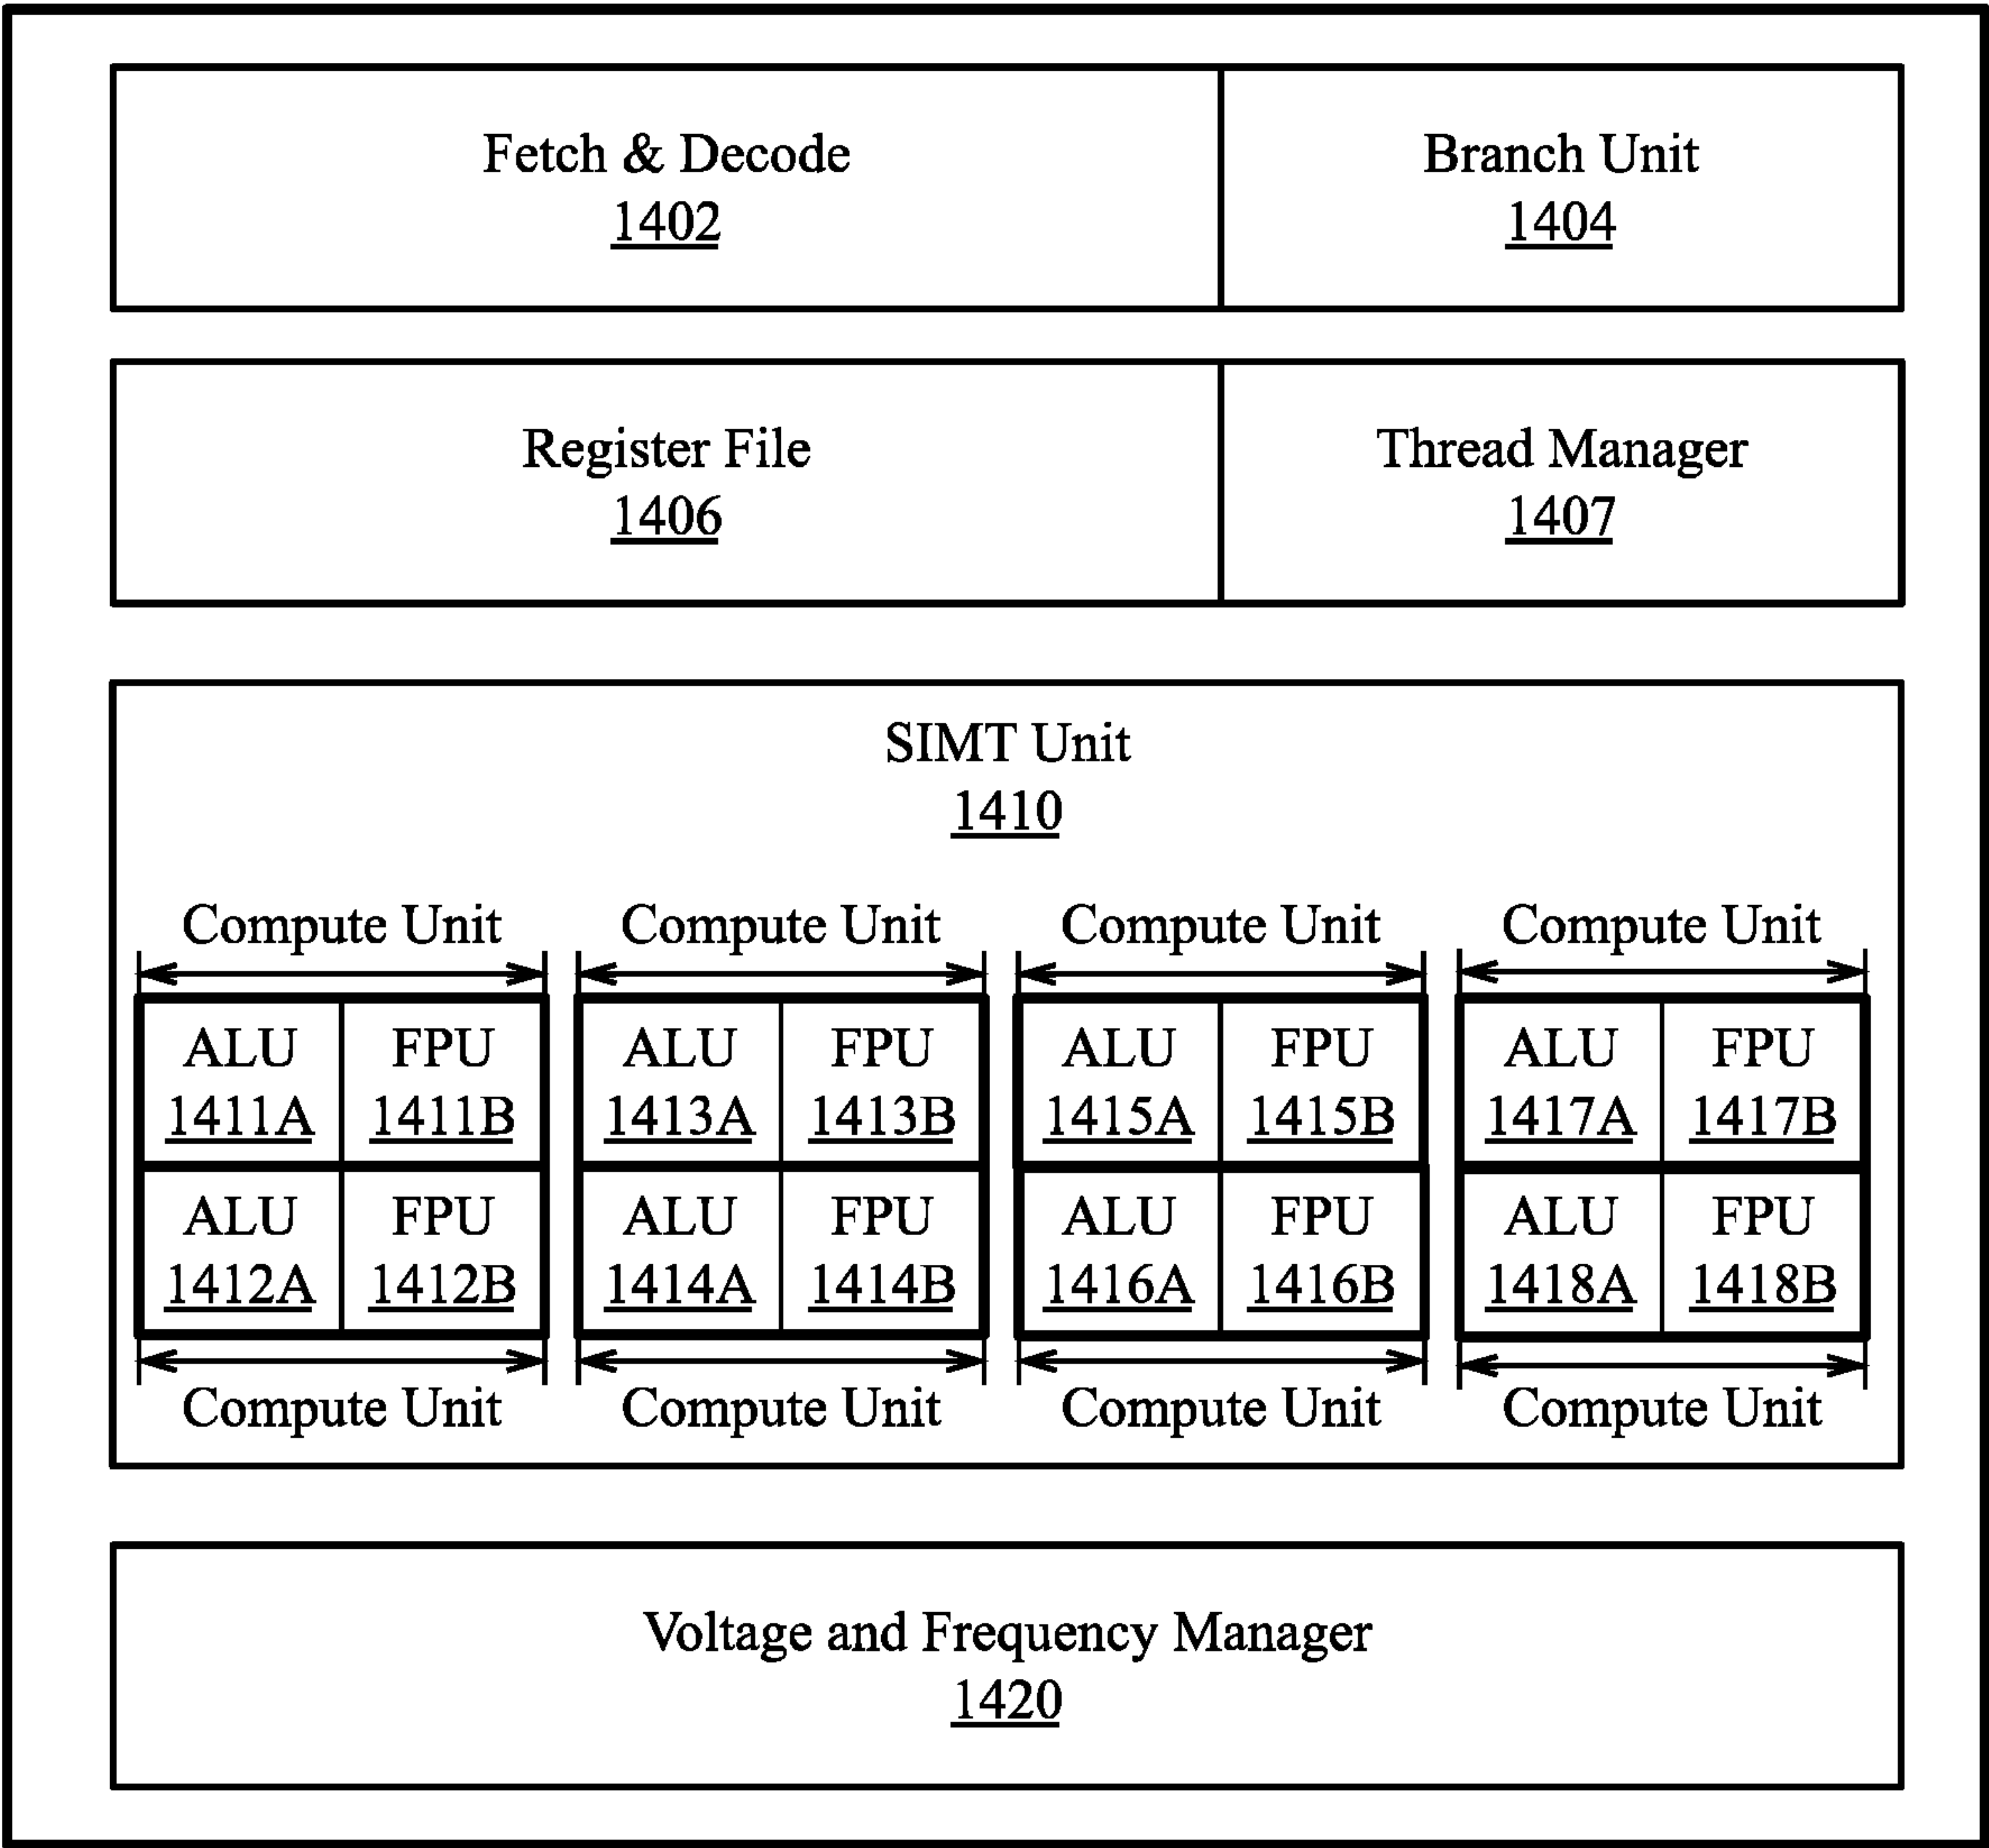 Fetch & Decode
1402
Branch Unit
1404
Register File
1406
Thread Manager
1407
SIMT Unit
1410
Compute Unit Compute Unit Compute Unit Compute Unit
ALU FPU ALU FPU ALU FPU ALU FPU
1411A 1411B 1413A 1413B 1415A 1415B 1417A 1417B
ALU FPU ALU FPU ALU FPU ALU FPU
1412A 1412B 1414A 1414B 1416A 1416B 1418A 1418B
Compute Unit Compute Unit Compute Unit Compute Unit
Voltage and Frequency Manager
1420